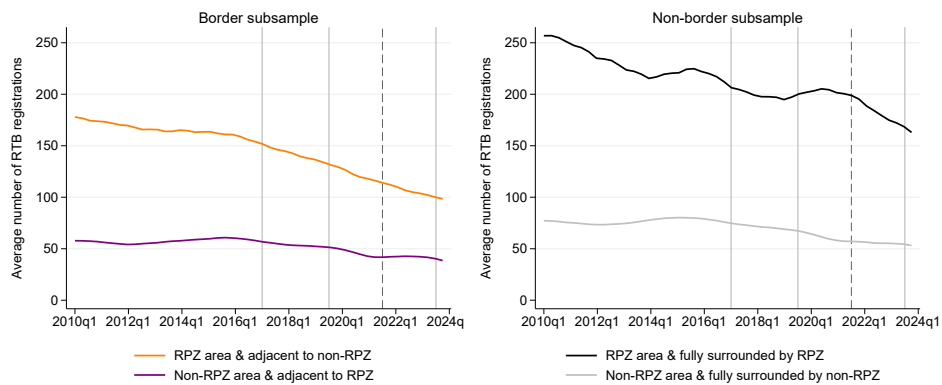 Border subsample
Average number of RTB registrations
250
200
150
100
50
0
2010q1 2012q1 2014q1 2016q1 2018q1 2020q1 2022q1 2024q
RPZ area & adjacent to non-RPZ
Non-RPZ area & adjacent to RPZ
Non-border subsample
Average number of RTB registrations
250
200
150
100
50
0
2010q1 2012q1 2014q1 2016q1 2018q1 2020q1 2022q1 2024q1
RPZ area & fully surrounded by RPZ
Non-RPZ area & fully surrounded by non-RPZ